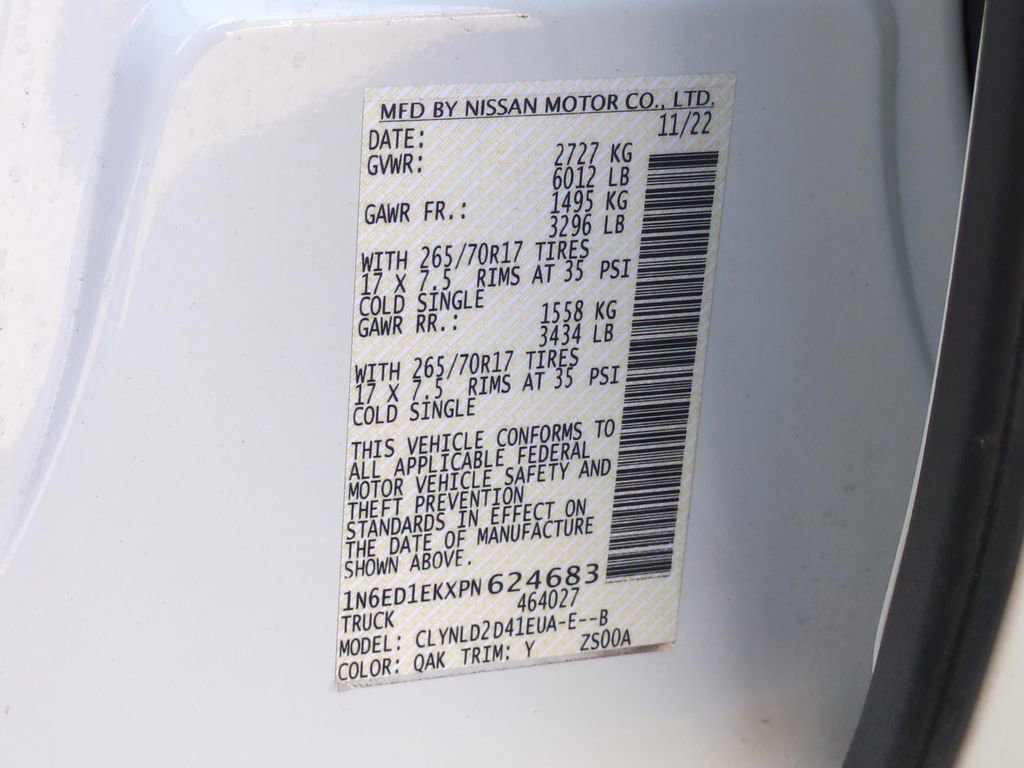 MFD BY NISSAN MOTOR CO., LTD.
DATE: 11/22
GVWR: 2727 KG
6012 LB
GAWR FR.: 1495 KG
3296 LB
WITH 265/70R17 TIRES
17 X 7.5 RIMS AT 35 PSI
COLD SINGLE
GAWR RR.: 1558 KG
3434 LB
WITH 265/70R17 TIRES
17 X 7.5 RIMS AT 35 PSI
COLD SINGLE
THIS VEHICLE CONFORMS TO
ALL APPLICABLE FEDERAL
MOTOR VEHICLE SAFETY AND
THEFT PREVENTION
STANDARDS IN EFFECT ON
THE DATE OF MANUFACTURE
SHOWN ABOVE.
1N6ED1EKXPN624683
TRUCK 464027
MODEL: CLYNLD2D41EUA-E--B
COLOR: QAK TRIM: Y ZS00A